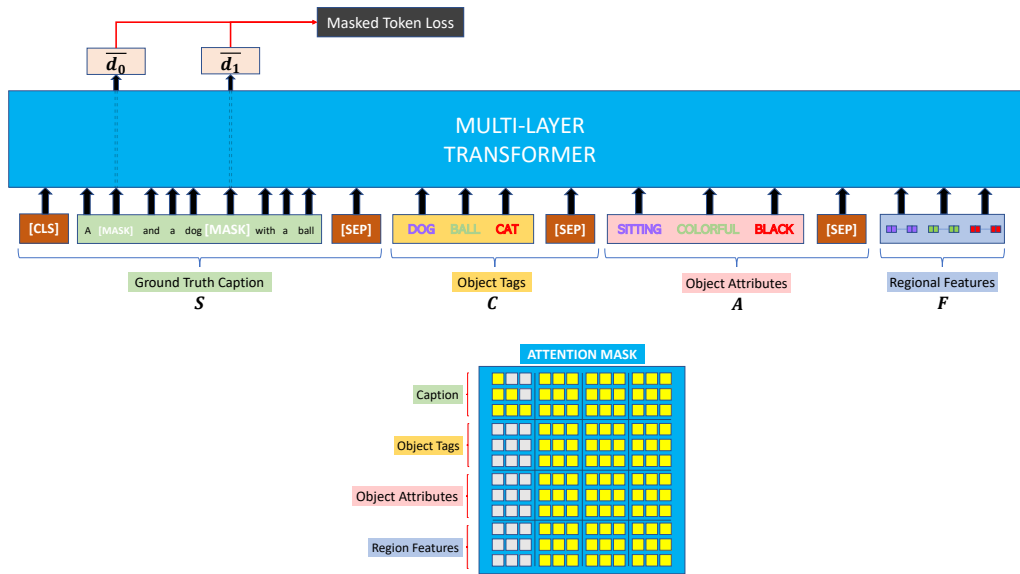 Masked Token Loss
d₀
d₁
MULTI-LAYER
TRANSFORMER
[CLS] A [MASK] and a dog [MASK] with a ball [SEP] DOG BALL CAT [SEP] SITTING COLORFUL BLACK [SEP]
Ground Truth Caption Object Tags Object Attributes Regional Features
S C A F
ATTENTION MASK
Caption
Object Tags
Object Attributes
Region Features